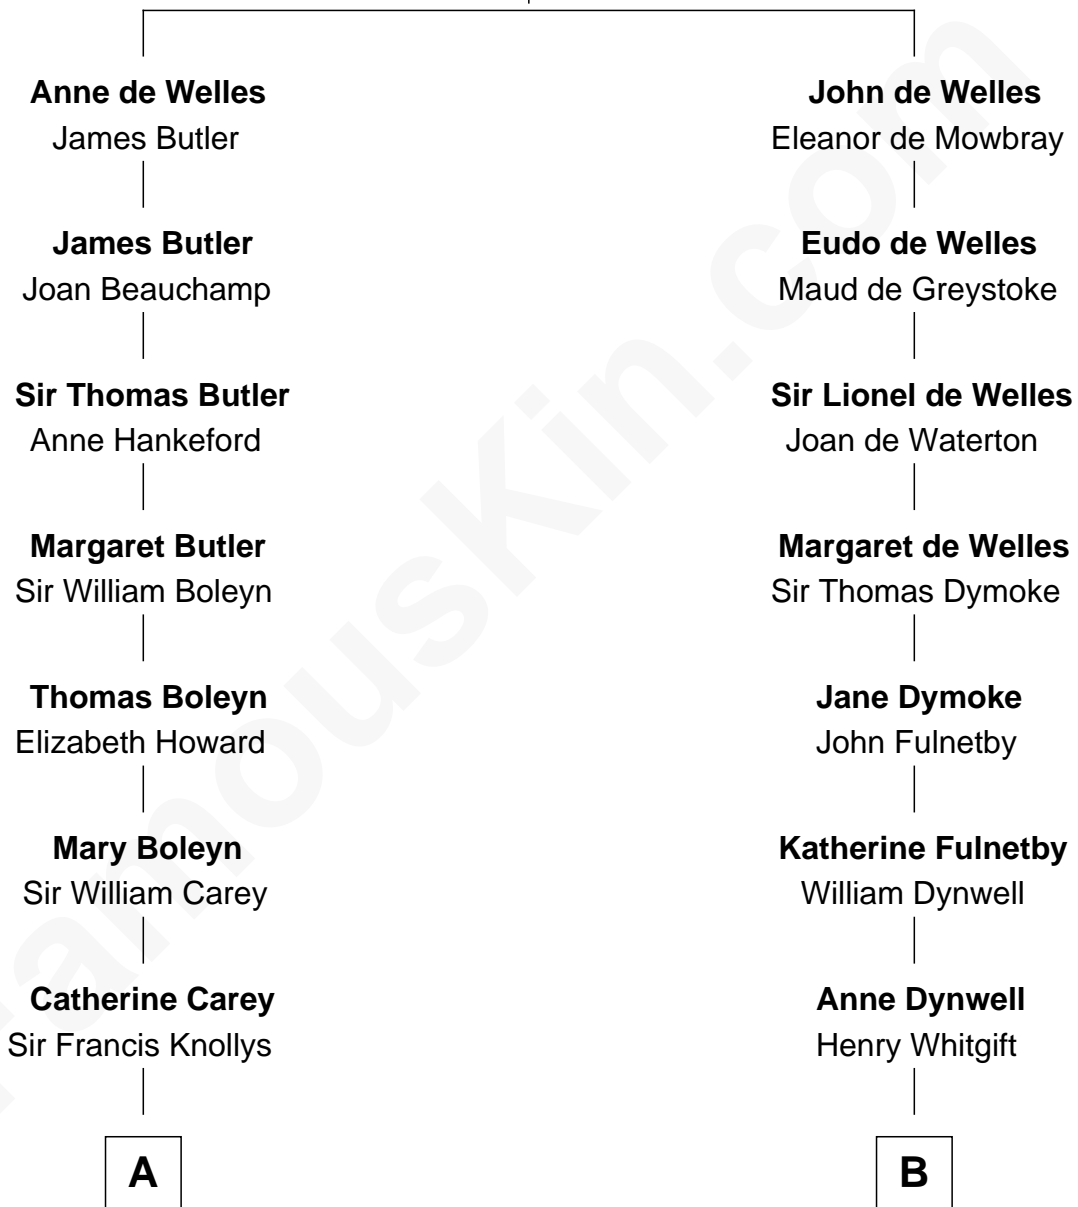 Anne de Welles
James Butler
James Butler
Joan Beauchamp
Sir Thomas Butler
Anne Hankeford
Margaret Butler
Sir William Boleyn
Thomas Boleyn
Elizabeth Howard
Mary Boleyn
Sir William Carey
Catherine Carey
Sir Francis Knollys
A
John de Welles
Eleanor de Mowbray
Eudo de Welles
Maud de Greystoke
Sir Lionel de Welles
Joan de Waterton
Margaret de Welles
Sir Thomas Dymoke
Jane Dymoke
John Fulnetby
Katherine Fulnetby
William Dynwell
Anne Dynwell
Henry Whitgift
B
FamousKin.com